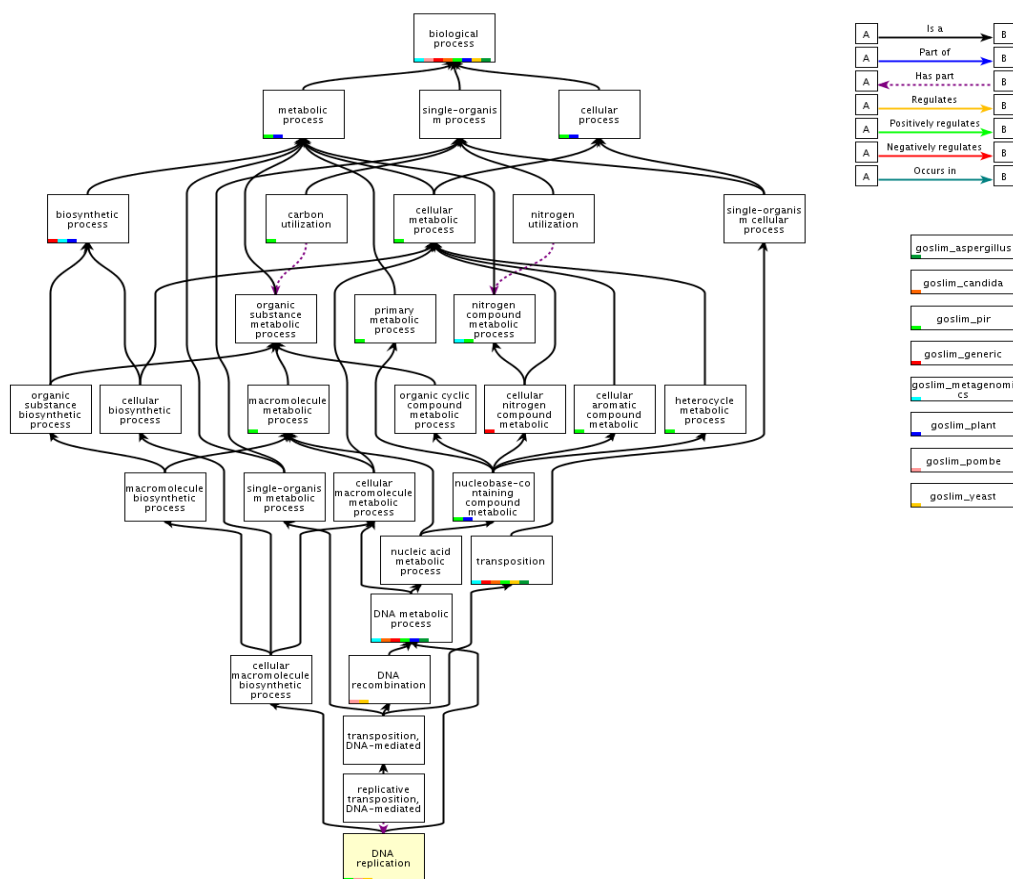 biological
process
A
Is a
B
A
Part of
B
A
Has part
B
A
Regulates
B
A
Positively regulates
B
A
Negatively regulates
B
A
Occurs in
B
metabolic
process
single-organis
m process
cellular
process
biosynthetic
process
carbon
utilization
cellular
metabolic
process
nitrogen
utilization
single-organis
m cellular
process
goslim_aspergillus
goslim_candida
goslim_pir
goslim_generic
goslim_metagenomi
cs
goslim_plant
goslim_pombe
goslim_yeast
organic
substance
metabolic
process
primary
metabolic
process
nitrogen
compound
metabolic
process
organic
substance
biosynthetic
process
cellular
biosynthetic
process
macromolecule
metabolic
process
organic cyclic
compound
metabolic
process
cellular
nitrogen
compound
metabolic
cellular
aromatic
compound
metabolic
heterocycle
metabolic
process
macromolecule
biosynthetic
process
single-organis
m metabolic
process
cellular
macromolecule
metabolic
process
nucleobase-co
ntaining
compound
metabolic
nucleic acid
metabolic
process
transposition
DNA metabolic
process
cellular
macromolecule
biosynthetic
process
DNA
recombination
transposition,
DNA-mediated
replicative
transposition,
DNA-mediated
DNA
replication